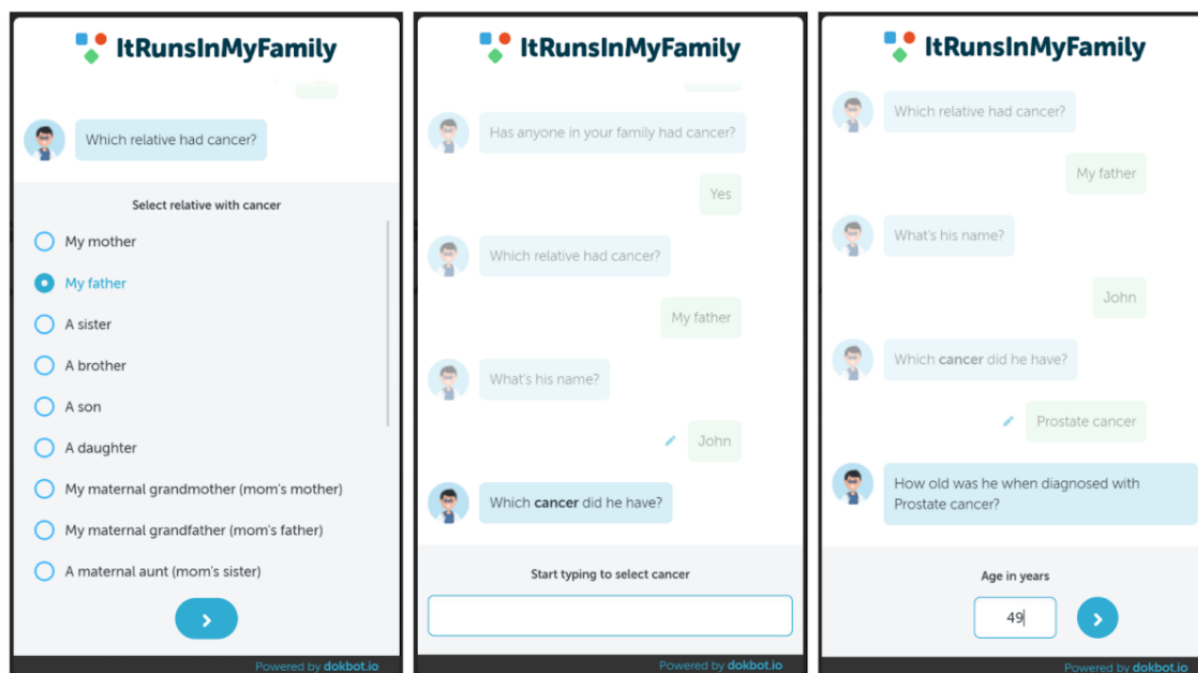 ItRunsInMyFamily
Which relative had cancer?
Select relative with cancer
My mother
My father
A sister
A brother
A son
A daughter
My maternal grandmother (mom's mother)
My maternal grandfather (mom's father)
A maternal aunt (mom's sister)
Powered by dokbot.io
ItRunsInMyFamily
Has anyone in your family had cancer?
Yes
Which relative had cancer?
My father
What's his name?
John
Which cancer did he have?
Start typing to select cancer
Powered by dokbot.io
ItRunsInMyFamily
Which relative had cancer?
My father
What's his name?
John
Which cancer did he have?
Prostate cancer
How old was he when diagnosed with
Prostate cancer?
Age in years
49
Powered by dokbot.io